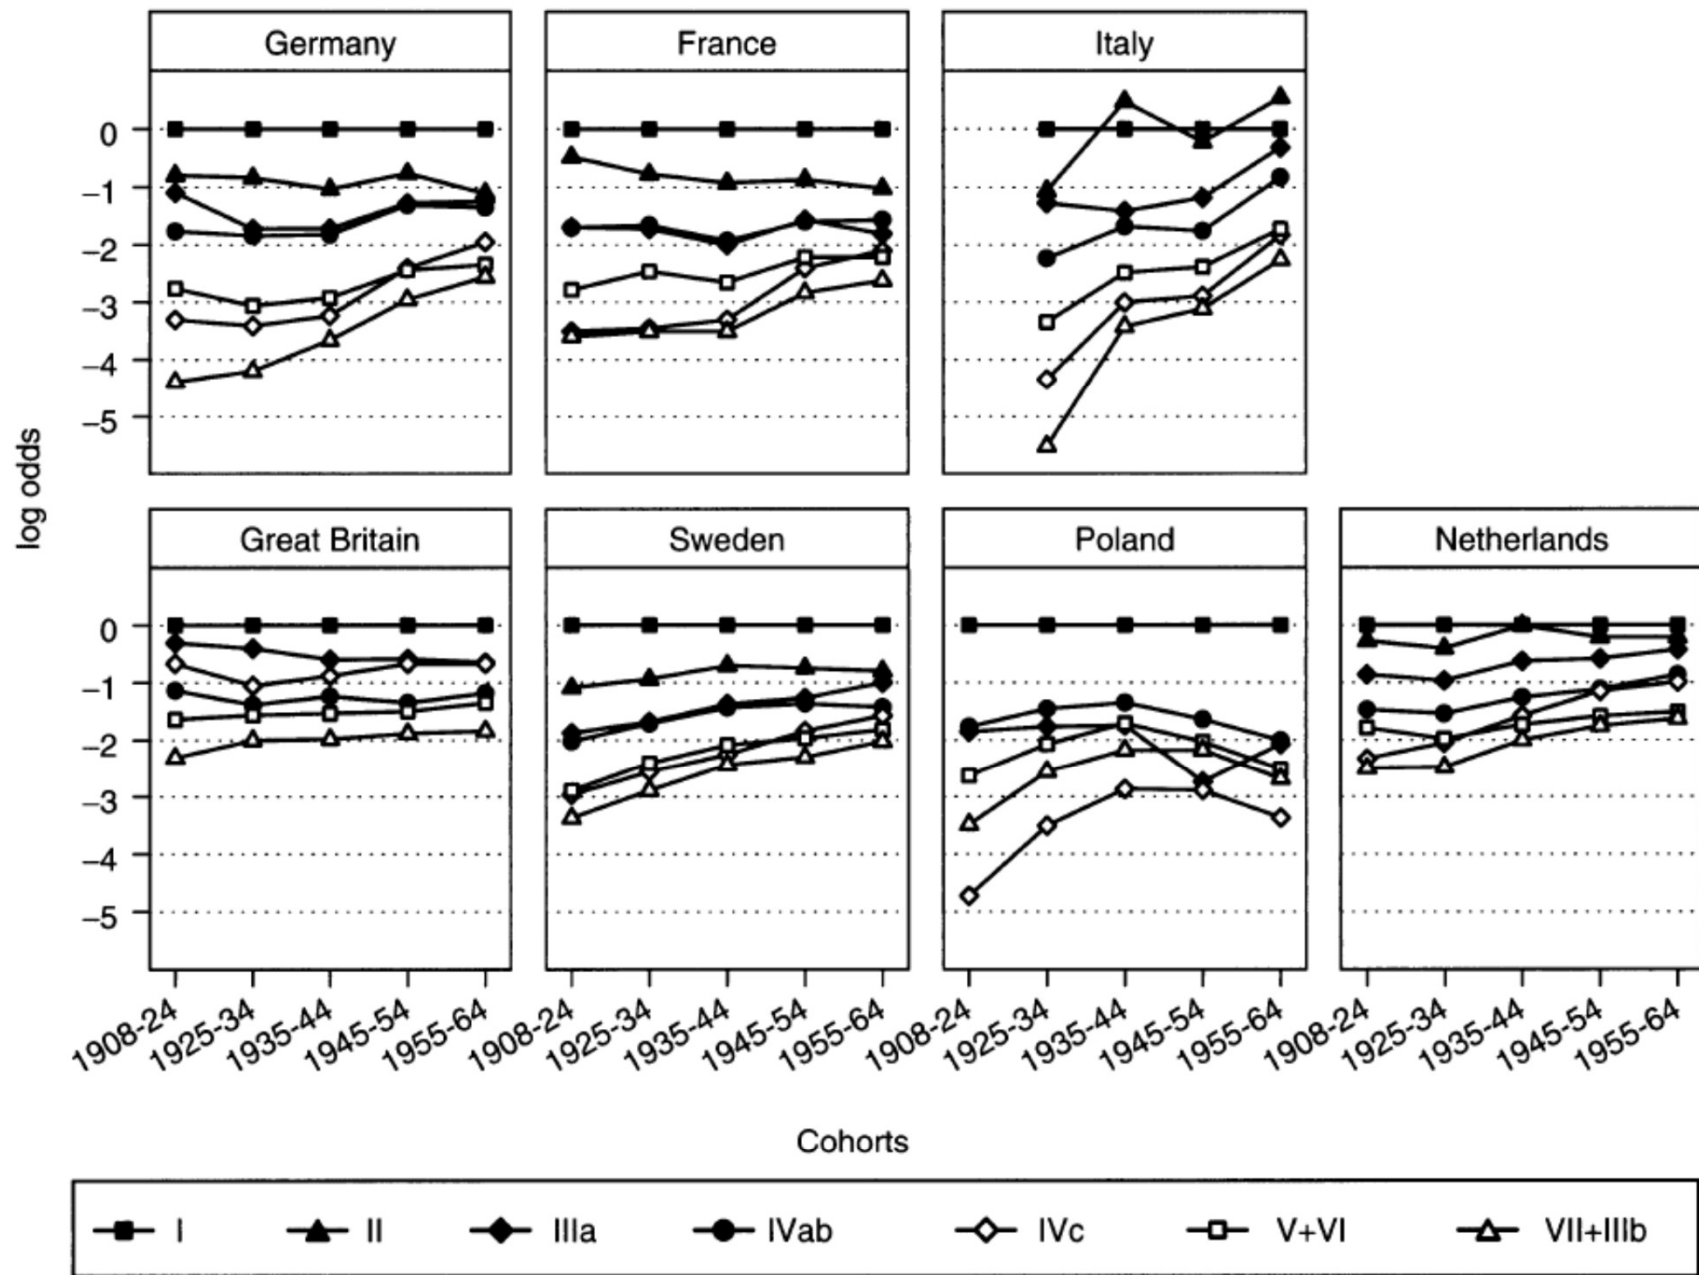 Germany France Italy
0
–1
–2
–3
–4
–5
log odds
Great Britain Sweden Poland Netherlands
0
–1
–2
–3
–4
–5
1908-24 1925-34 1935-44 1945-54 1955-64 1908-24 1925-34 1935-44 1945-54 1955-64 1908-24 1925-34 1935-44 1945-54 1955-64 1908-24 1925-34 1935-44 1945-54 1955-64
Cohorts
I II IIIa IVab IVc V+VI VII+IIIb